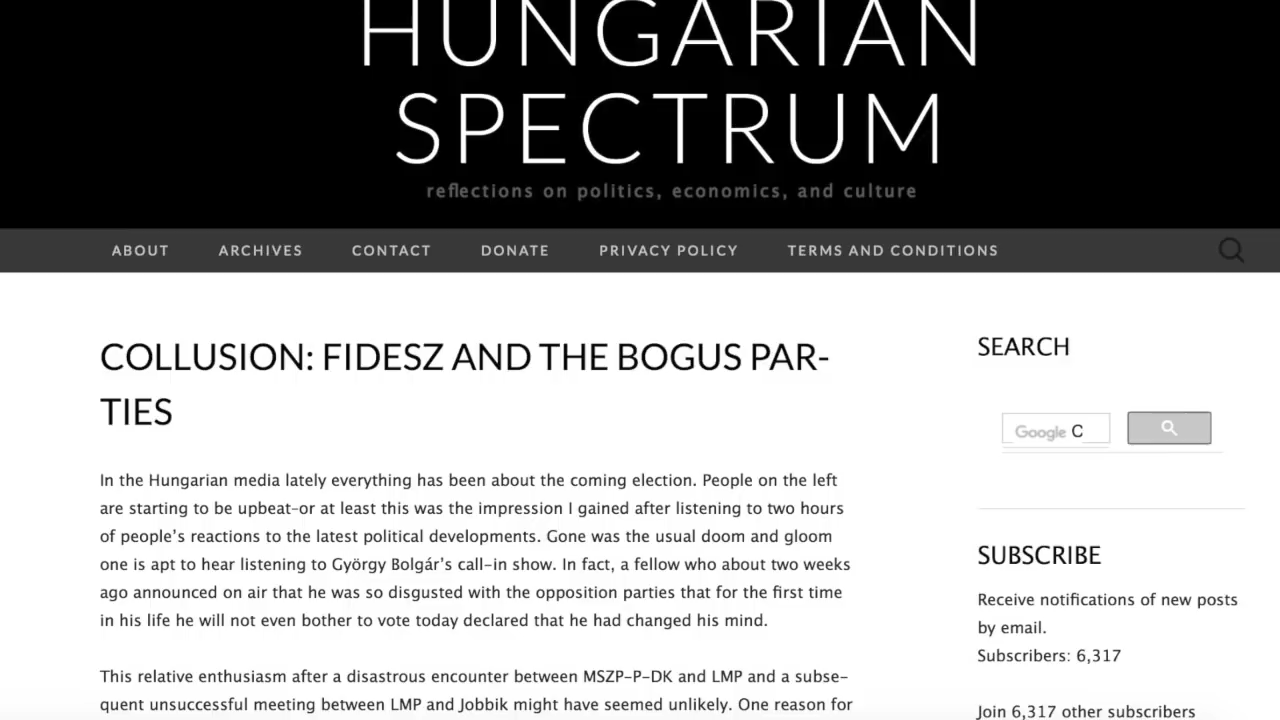 HUNGARIAN
SPECTRUM
reflections on politics, economics, and culture
ABOUT ARCHIVES CONTACT DONATE PRIVACY POLICY TERMS AND CONDITIONS
COLLUSION: FIDESZ AND THE BOGUS PAR-
TIES
In the Hungarian media lately everything has been about the coming election. People on the left
are starting to be upbeat–or at least this was the impression I gained after listening to two hours
of people’s reactions to the latest political developments. Gone was the usual doom and gloom
one is apt to hear listening to György Bolgár’s call-in show. In fact, a fellow who about two weeks
ago announced on air that he was so disgusted with the opposition parties that for the first time
in his life he will not even bother to vote today declared that he had changed his mind.
This relative enthusiasm after a disastrous encounter between MSZP-P-DK and LMP and a subse-
quent unsuccessful meeting between LMP and Jobbik might have seemed unlikely. One reason for
SEARCH
Google C
SUBSCRIBE
Receive notifications of new posts
by email.
Subscribers: 6,317
Join 6,317 other subscribers